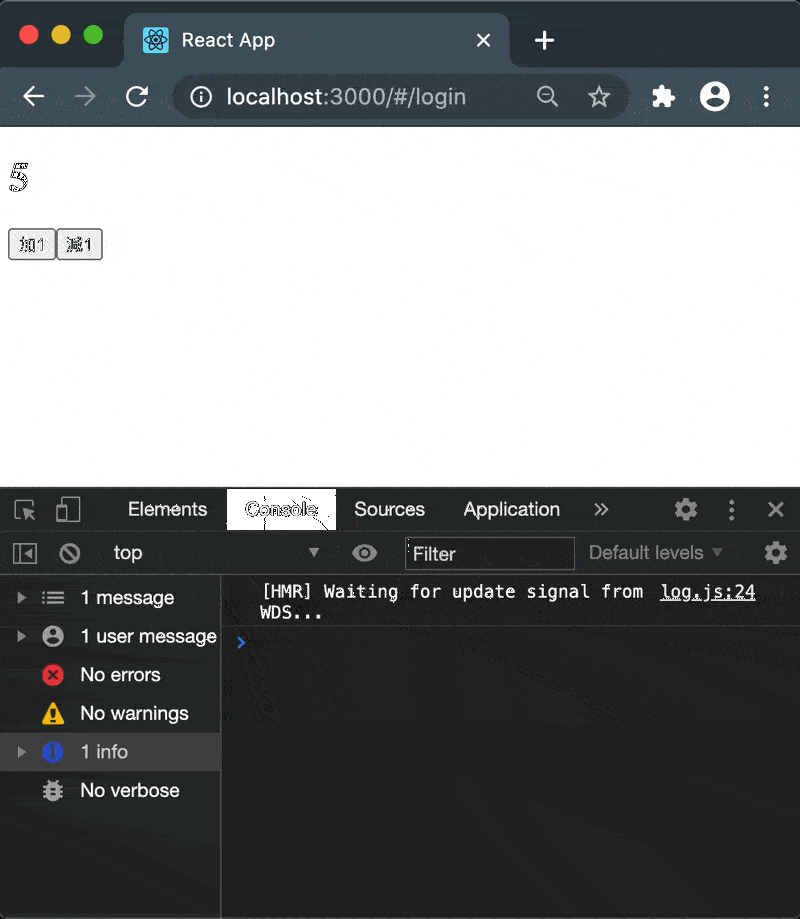 React App
localhost:3000/#/login
5
加1 減1
Elements Console Sources Application
top Filter Default levels
1 message
1 user message
No errors
No warnings
1 info
No verbose
[HMR] Waiting for update signal from log.js:24
WDS...